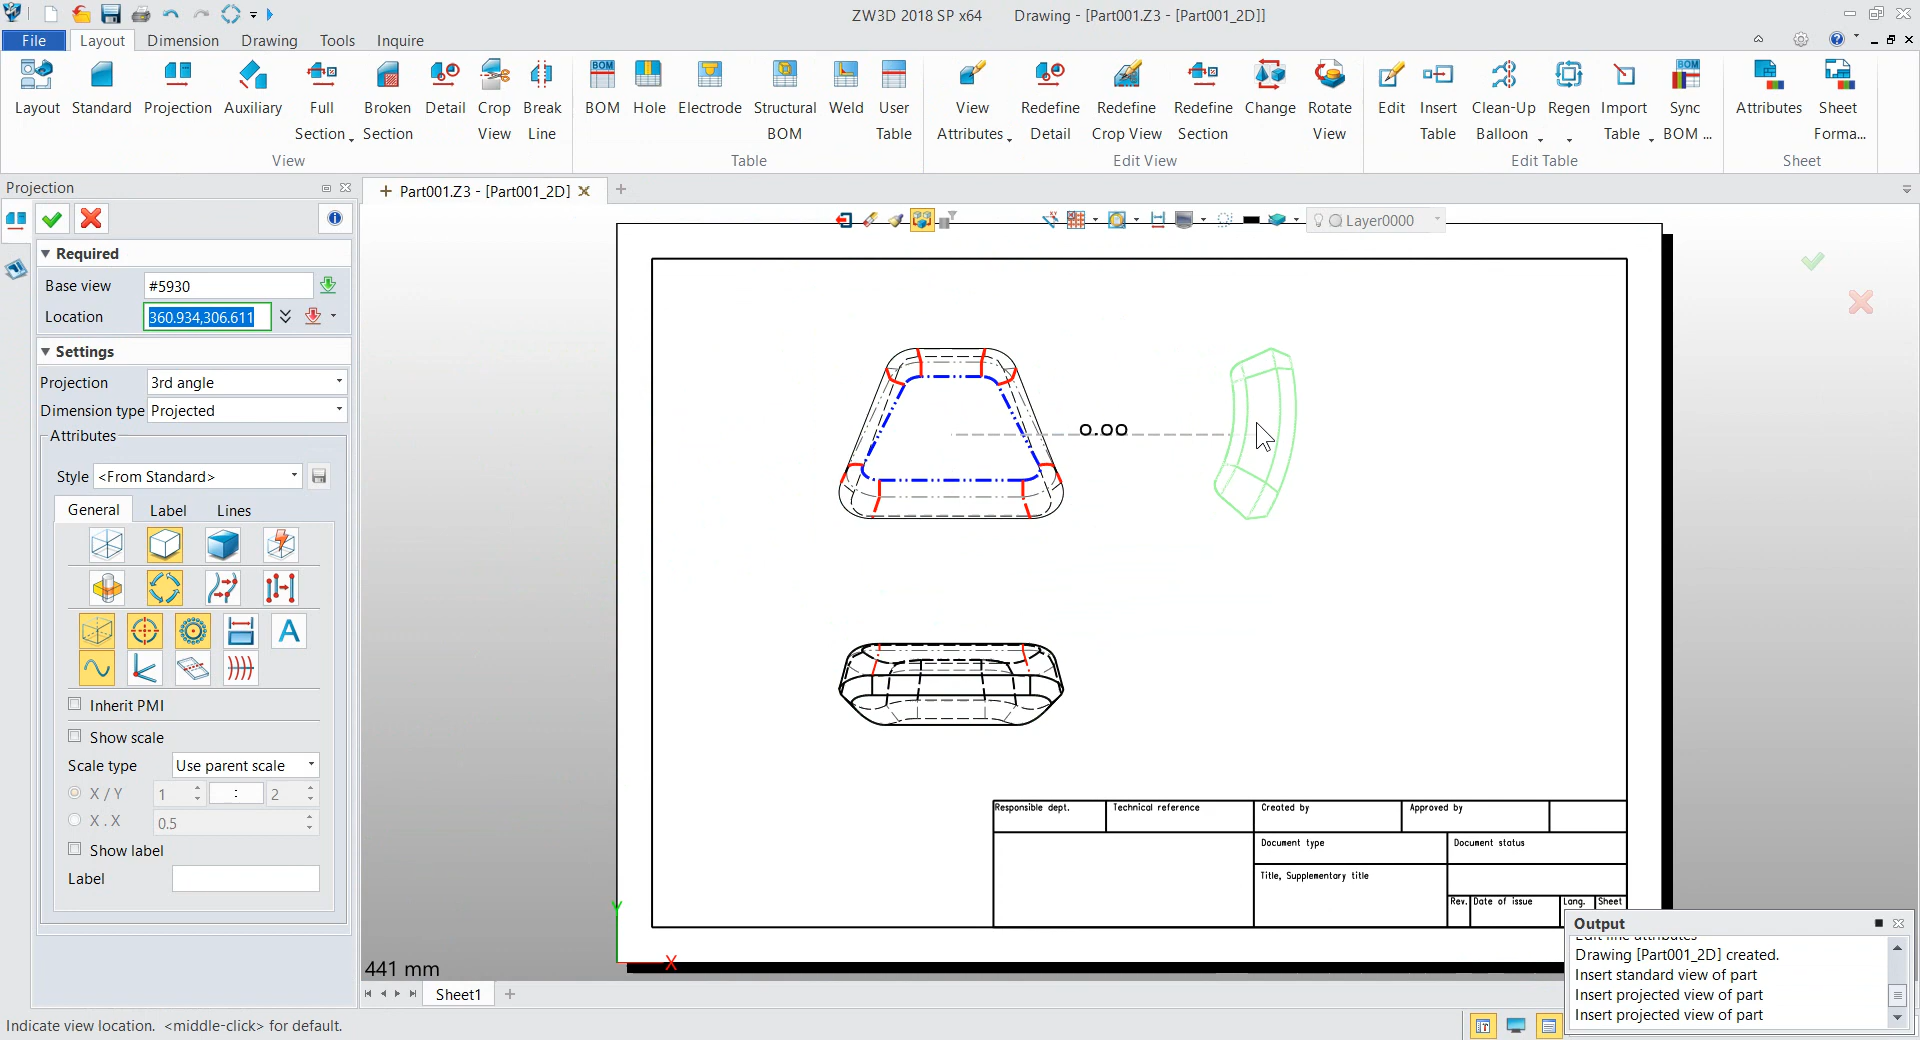 ZW3D 2018 SP x64 Drawing - [Part001.Z3 - [Part001_2D]]
File Layout Dimension Drawing Tools Inquire
Layout Standard Projection Auxiliary Full Section Broken Section Detail Crop View Break Line
BOM Hole Electrode Structural BOM Weld User Table
View Attributes Redefine Detail Redefine Crop View Redefine Section Change Rotate View
Edit Insert Table Clean-Up Balloon Regen Import Table Sync BOM ...
Attributes Sheet Forma...
View Table Edit View Edit Table Sheet
Projection
Part001.Z3 - [Part001_2D]
Layer0000
Required
Base view #5930
Location 360.934,306.611
Settings
Projection 3rd angle
Dimension type Projected
Attributes
Style <From Standard>
General Label Lines
A
Inherit PMI
Show scale
Scale type Use parent scale
X / Y 1 : 2
X . X 0.5
Show label
Label
0.00
Responsible dept. Technical reference Created by Approved by
Document type Document status
Title, Supplementary title
Rev. Date of issue Lang. Sheet
Y
X
441 mm
Sheet1
Output
Edit line attributes
Drawing [Part001_2D] created.
Insert standard view of part
Insert projected view of part
Insert projected view of part
Indicate view location. <middle-click> for default.